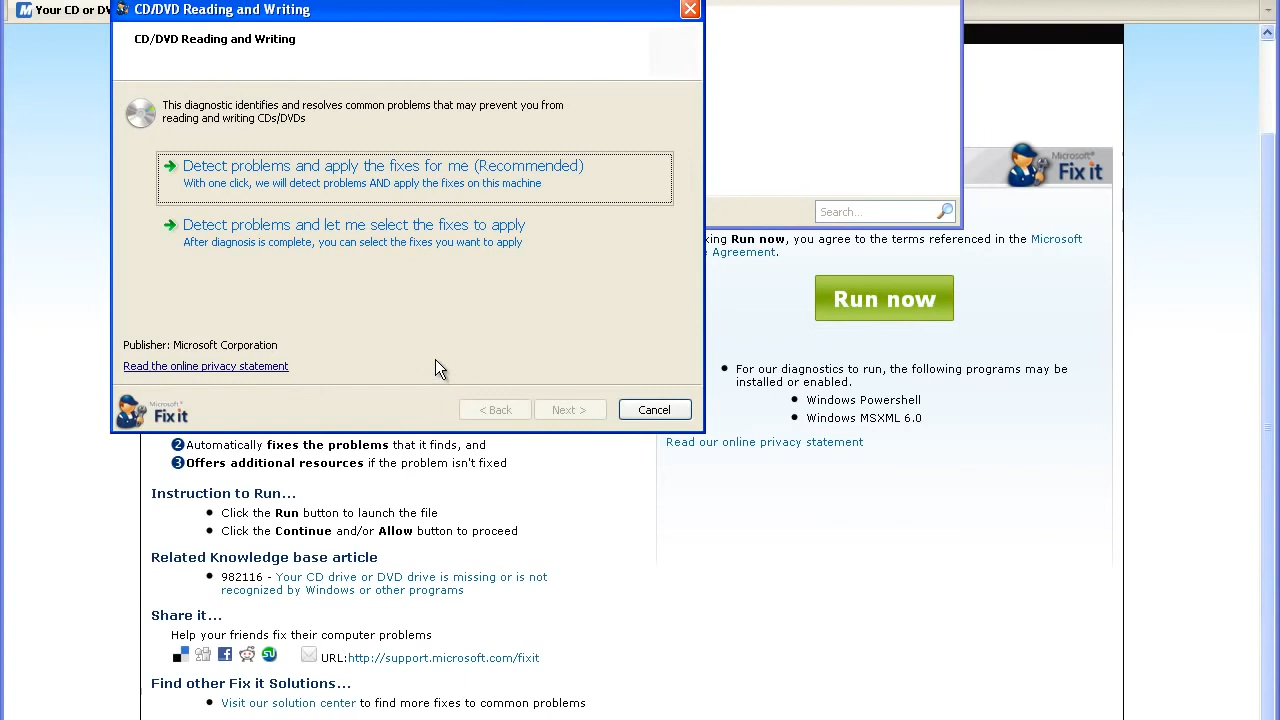 Your CD or DV
CD/DVD Reading and Writing
CD/DVD Reading and Writing
This diagnostic identifies and resolves common problems that may prevent you from
reading and writing CDs/DVDs
Detect problems and apply the fixes for me (Recommended)
With one click, we will detect problems AND apply the fixes on this machine
Detect problems and let me select the fixes to apply
After diagnosis is complete, you can select the fixes you want to apply
Publisher: Microsoft Corporation
Read the online privacy statement
Microsoft
Fix it
< Back
Next >
Cancel
Microsoft
Fix it
Search...
king Run now, you agree to the terms referenced in the Microsoft
e Agreement.
Run now
For our diagnostics to run, the following programs may be
installed or enabled.
Windows Powershell
Windows MSXML 6.0
Read our online privacy statement
2 Automatically fixes the problems that it finds, and
3 Offers additional resources if the problem isn't fixed
Instruction to Run...
Click the Run button to launch the file
Click the Continue and/or Allow button to proceed
Related Knowledge base article
982116 - Your CD drive or DVD drive is missing or is not
recognized by Windows or other programs
Share it...
Help your friends fix their computer problems
URL:http://support.microsoft.com/fixit
Find other Fix it Solutions...
Visit our solution center to find more fixes to common problems